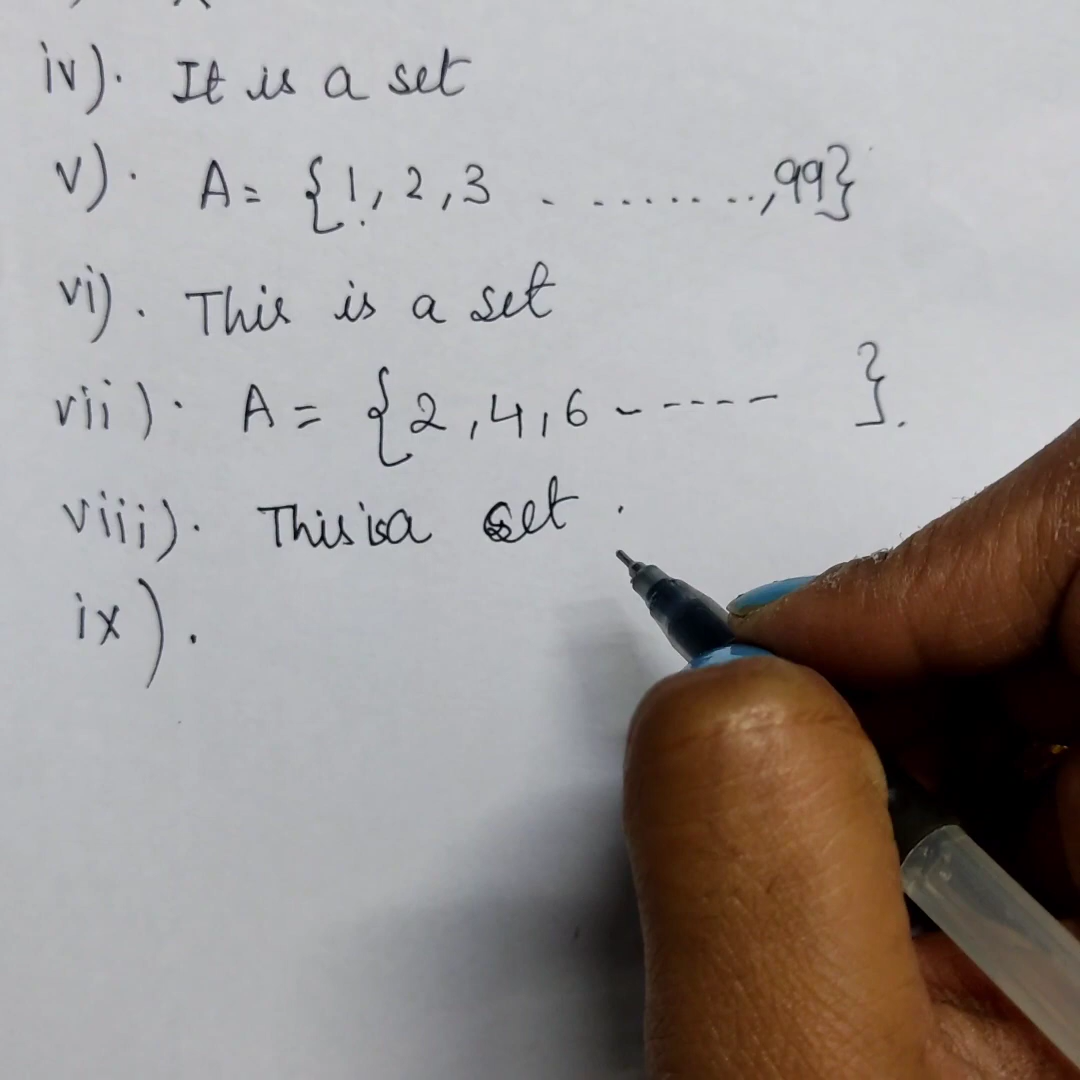 iv). It is a set
v). A = {1, 2, 3 . ........, 99}
vi). This is a set
vii). A = {2, 4, 6 ----- }.
viii). This is a set.
ix).